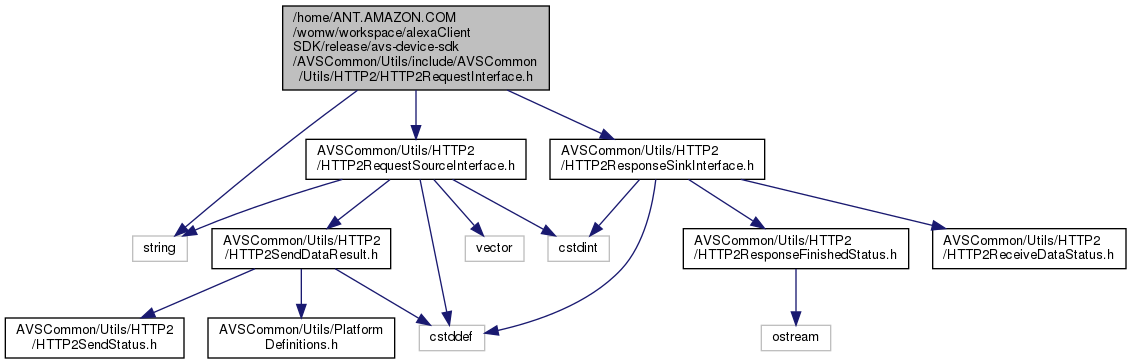 /home/ANT.AMAZON.COM
/womw/workspace/alexaClient
SDK/release/avs-device-sdk
/AVSCommon/Utils/include/AVSCommon
/Utils/HTTP2/HTTP2RequestInterface.h
AVSCommon/Utils/HTTP2
/HTTP2RequestSourceInterface.h
AVSCommon/Utils/HTTP2
/HTTP2ResponseSinkInterface.h
string
AVSCommon/Utils/HTTP2
/HTTP2SendDataResult.h
vector
cstdint
AVSCommon/Utils/HTTP2
/HTTP2ResponseFinishedStatus.h
AVSCommon/Utils/HTTP2
/HTTP2ReceiveDataStatus.h
AVSCommon/Utils/HTTP2
/HTTP2SendStatus.h
AVSCommon/Utils/Platform
Definitions.h
cstddef
ostream